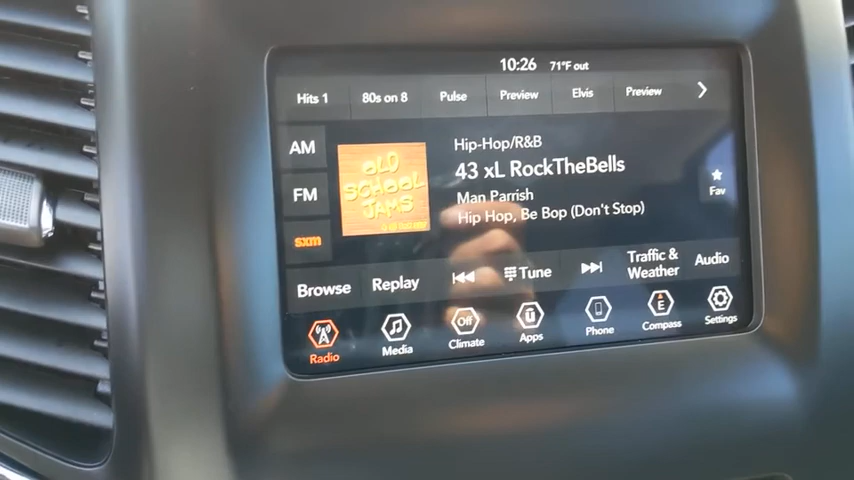 10:26 71°F out
Hits 1 80s on 8 Pulse Preview Elvis Preview
AM
FM
sxm
OLD
SCHOOL
JAMS
Hip-Hop/R&B
43 xL RockTheBells
Man Parrish
Hip Hop, Be Bop (Don't Stop)
Fav
Browse Replay Tune Traffic & Weather Audio
Radio Media Off Climate ū Apps Phone E Compass Settings